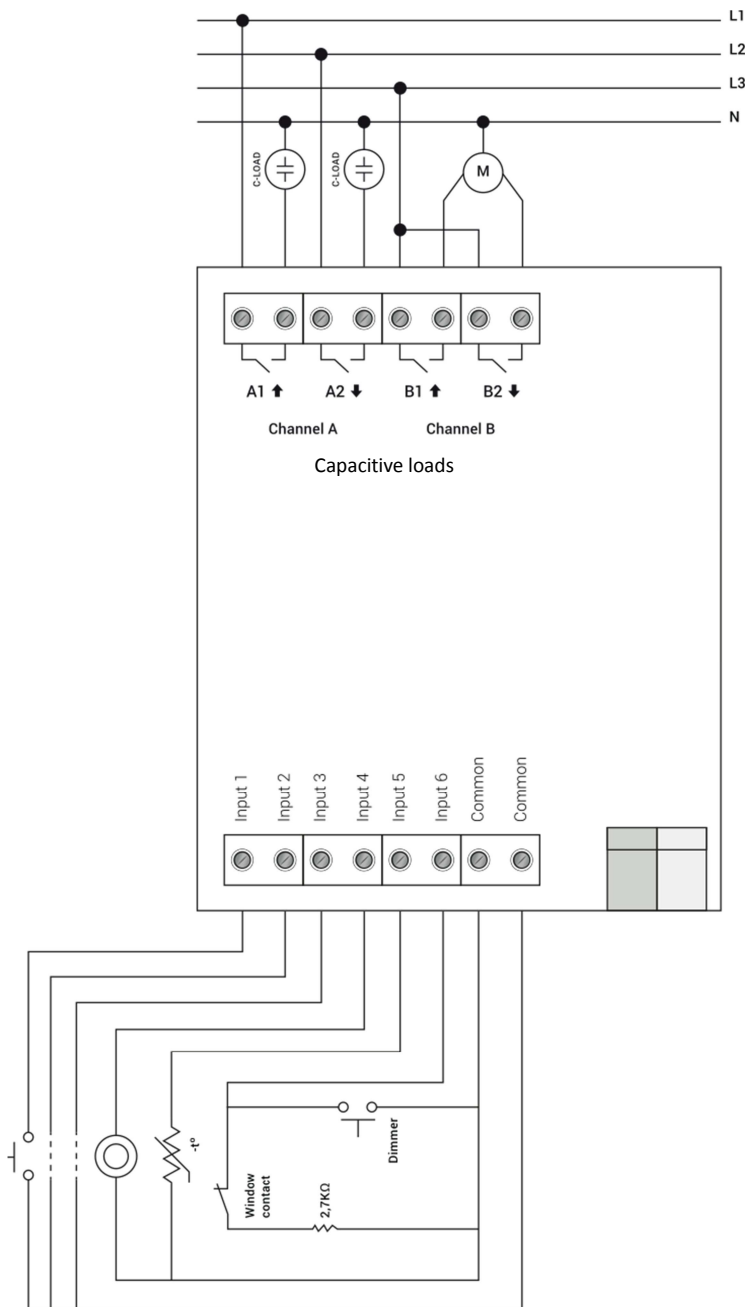 L1
L2
L3
N
C-LOAD
C-LOAD
M
A1 ⬆
A2 ⬇
B1 ⬆
B2 ⬇
Channel A
Channel B
Capacitive loads
Input 1
Input 2
Input 3
Input 4
Input 5
Input 6
Common
Common
-tº
Dimmer
Window
contact
2,7KΩ